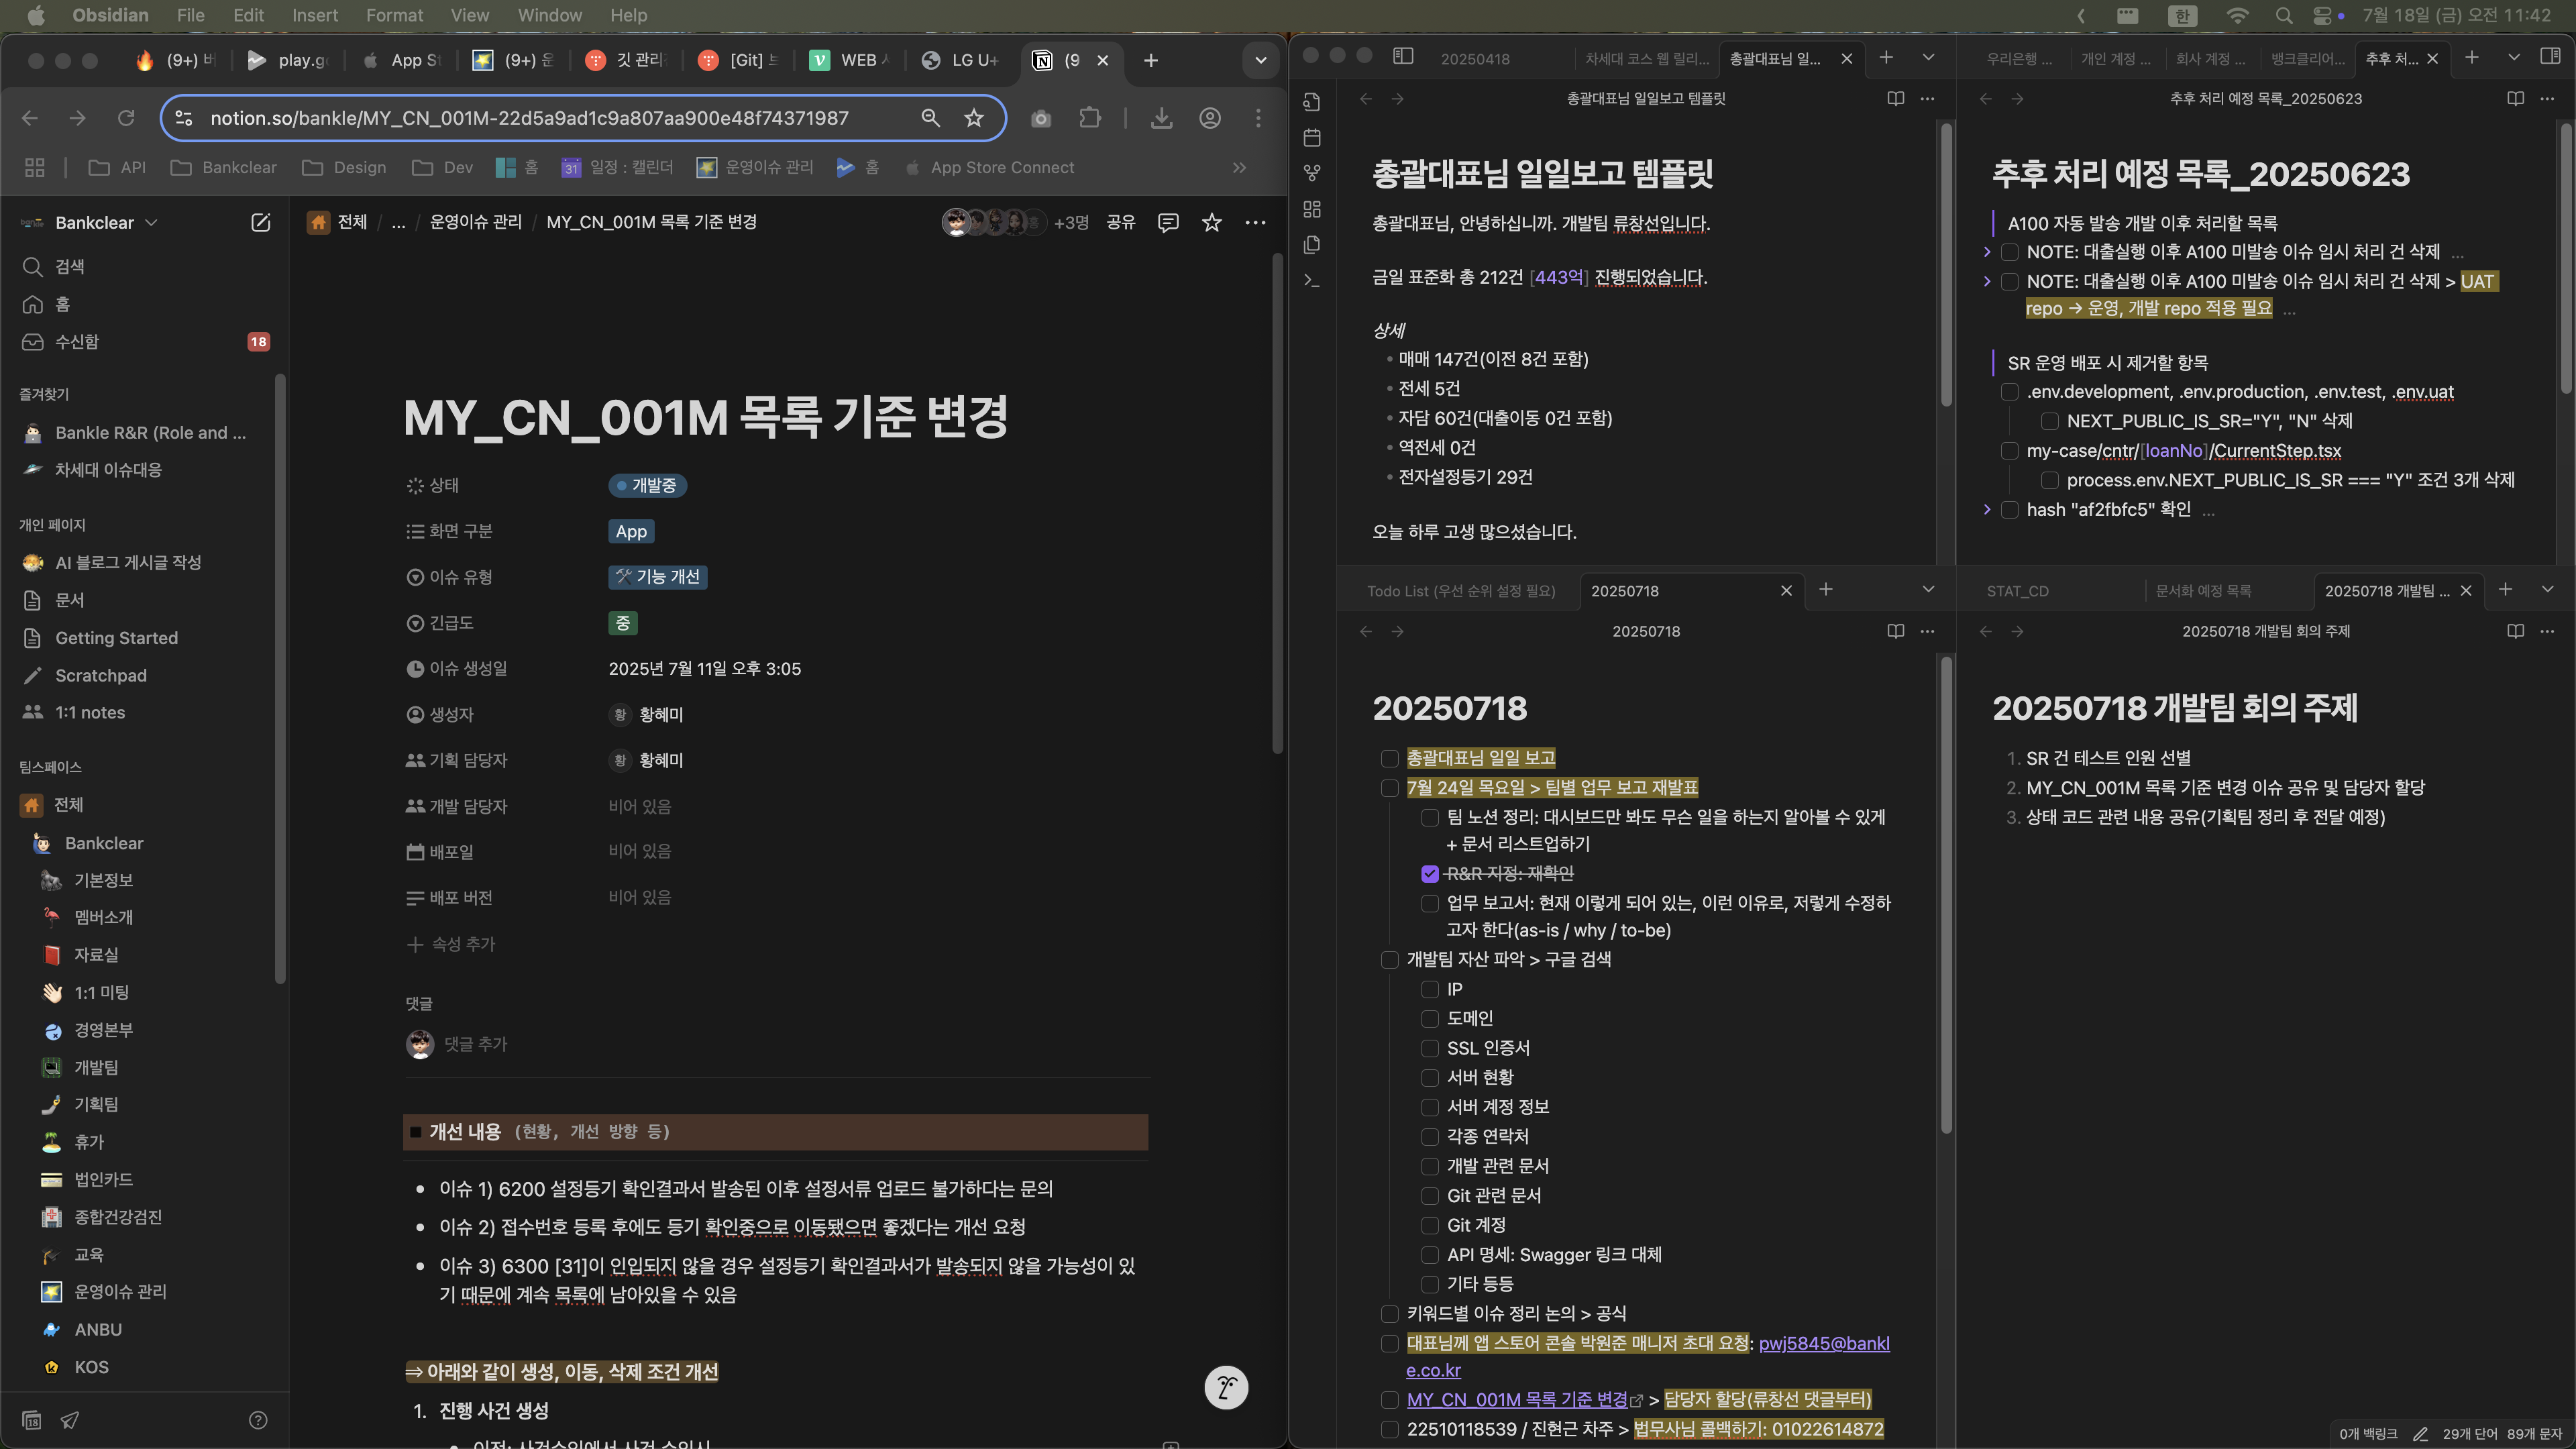 Obsidian File Edit Insert Format View Window Help
한 7월 18일 (금) 오전 11:42
(9+) ㅂ play.g App St (9+) 운 깃 관리 [Git] 브 WEB LG U+ (9
notion.so/bankle/MY_CN_001M-22d5a9ad1c9a807aa900e48f74371987
API Bankclear Design Dev 홈 31 일정 : 캘린더 운영이슈 관리 홈 App Store Connect
Bankclear
검색
홈
수신함 18
즐겨찾기
Bankle R&R (Role and ...
차세대 이슈대응
개인 페이지
AI 블로그 게시글 작성
문서
Getting Started
Scratchpad
1:1 notes
팀스페이스
전체
Bankclear
기본정보
멤버소개
자료실
1:1 미팅
경영본부
개발팀
기획팀
휴가
법인카드
종합건강검진
교육
운영이슈 관리
ANBU
KOS
전체 / ... / 운영이슈 관리 / MY_CN_001M 목록 기준 변경
+3명 공유
MY_CN_001M 목록 기준 변경
상태 개발중
화면 구분 App
이슈 유형 🛠 기능 개선
긴급도 중
이슈 생성일 2025년 7월 11일 오후 3:05
생성자 황 황혜미
기획 담당자 황 황혜미
개발 담당자 비어 있음
배포일 비어 있음
배포 버전 비어 있음
+ 속성 추가
댓글
댓글 추가
■ 개선 내용 (현황, 개선 방향 등)
• 이슈 1) 6200 설정등기 확인결과서 발송된 이후 설정서류 업로드 불가하다는 문의
• 이슈 2) 접수번호 등록 후에도 등기 확인중으로 이동됐으면 좋겠다는 개선 요청
• 이슈 3) 6300 [31]이 인입되지 않을 경우 설정등기 확인결과서가 발송되지 않을 가능성이 있
기 때문에 계속 목록에 남아있을 수 있음
⇒ 아래와 같이 생성, 이동, 삭제 조건 개선
1. 진행 사건 생성
20250418 차세대 코스 웹 릴리... 총괄대표님 일...
총괄대표님 일일보고 템플릿
총괄대표님 일일보고 템플릿
총괄대표님, 안녕하십니까. 개발팀 류창선입니다.
금일 표준화 총 212건 [443억] 진행되었습니다.
상세
• 매매 147건(이전 8건 포함)
• 전세 5건
• 자담 60건(대출이동 0건 포함)
• 역전세 0건
• 전자설정등기 29건
오늘 하루 고생 많으셨습니다.
우리은행 ... 개인 계정 ... 회사 계정 ... 뱅크클리어... 추후 처...
추후 처리 예정 목록_20250623
추후 처리 예정 목록_20250623
A100 자동 발송 개발 이후 처리할 목록
NOTE: 대출실행 이후 A100 미발송 이슈 임시 처리 건 삭제 ...
NOTE: 대출실행 이후 A100 미발송 이슈 임시 처리 건 삭제 > UAT
repo → 운영, 개발 repo 적용 필요 ...
SR 운영 배포 시 제거할 항목
.env.development, .env.production, .env.test, .env.uat
NEXT_PUBLIC_IS_SR="Y", "N" 삭제
my-case/cntr/[loanNo]/CurrentStep.tsx
process.env.NEXT_PUBLIC_IS_SR === "Y" 조건 3개 삭제
hash "af2fbfc5" 확인 ...
Todo List (우선 순위 설정 필요) 20250718
20250718
20250718
총괄대표님 일일 보고
7월 24일 목요일 > 팀별 업무 보고 재발표
팀 노션 정리: 대시보드만 봐도 무슨 일을 하는지 알아볼 수 있게
+ 문서 리스트업하기
R&R 지정: 재확인
업무 보고서: 현재 이렇게 되어 있는, 이런 이유로, 저렇게 수정하
고자 한다(as-is / why / to-be)
개발팀 자산 파악 > 구글 검색
IP
도메인
SSL 인증서
서버 현황
서버 계정 정보
각종 연락처
개발 관련 문서
Git 관련 문서
Git 계정
API 명세: Swagger 링크 대체
기타 등등
키워드별 이슈 정리 논의 > 공식
대표님께 앱 스토어 콘솔 박원준 매니저 초대 요청: pwj5845@bankl
e.co.kr
MY_CN_001M 목록 기준 변경 > 담당자 할당(류창선 댓글부터)
22510118539 / 진현근 차주 > 법무사님 콜백하기: 01022614872
STAT_CD 문서화 예정 목록 20250718 개발팀 ...
20250718 개발팀 회의 주제
20250718 개발팀 회의 주제
1. SR 건 테스트 인원 선별
2. MY_CN_001M 목록 기준 변경 이슈 공유 및 담당자 할당
3. 상태 코드 관련 내용 공유(기획팀 정리 후 전달 예정)
0개 백링크 29개 단어 89개 문자